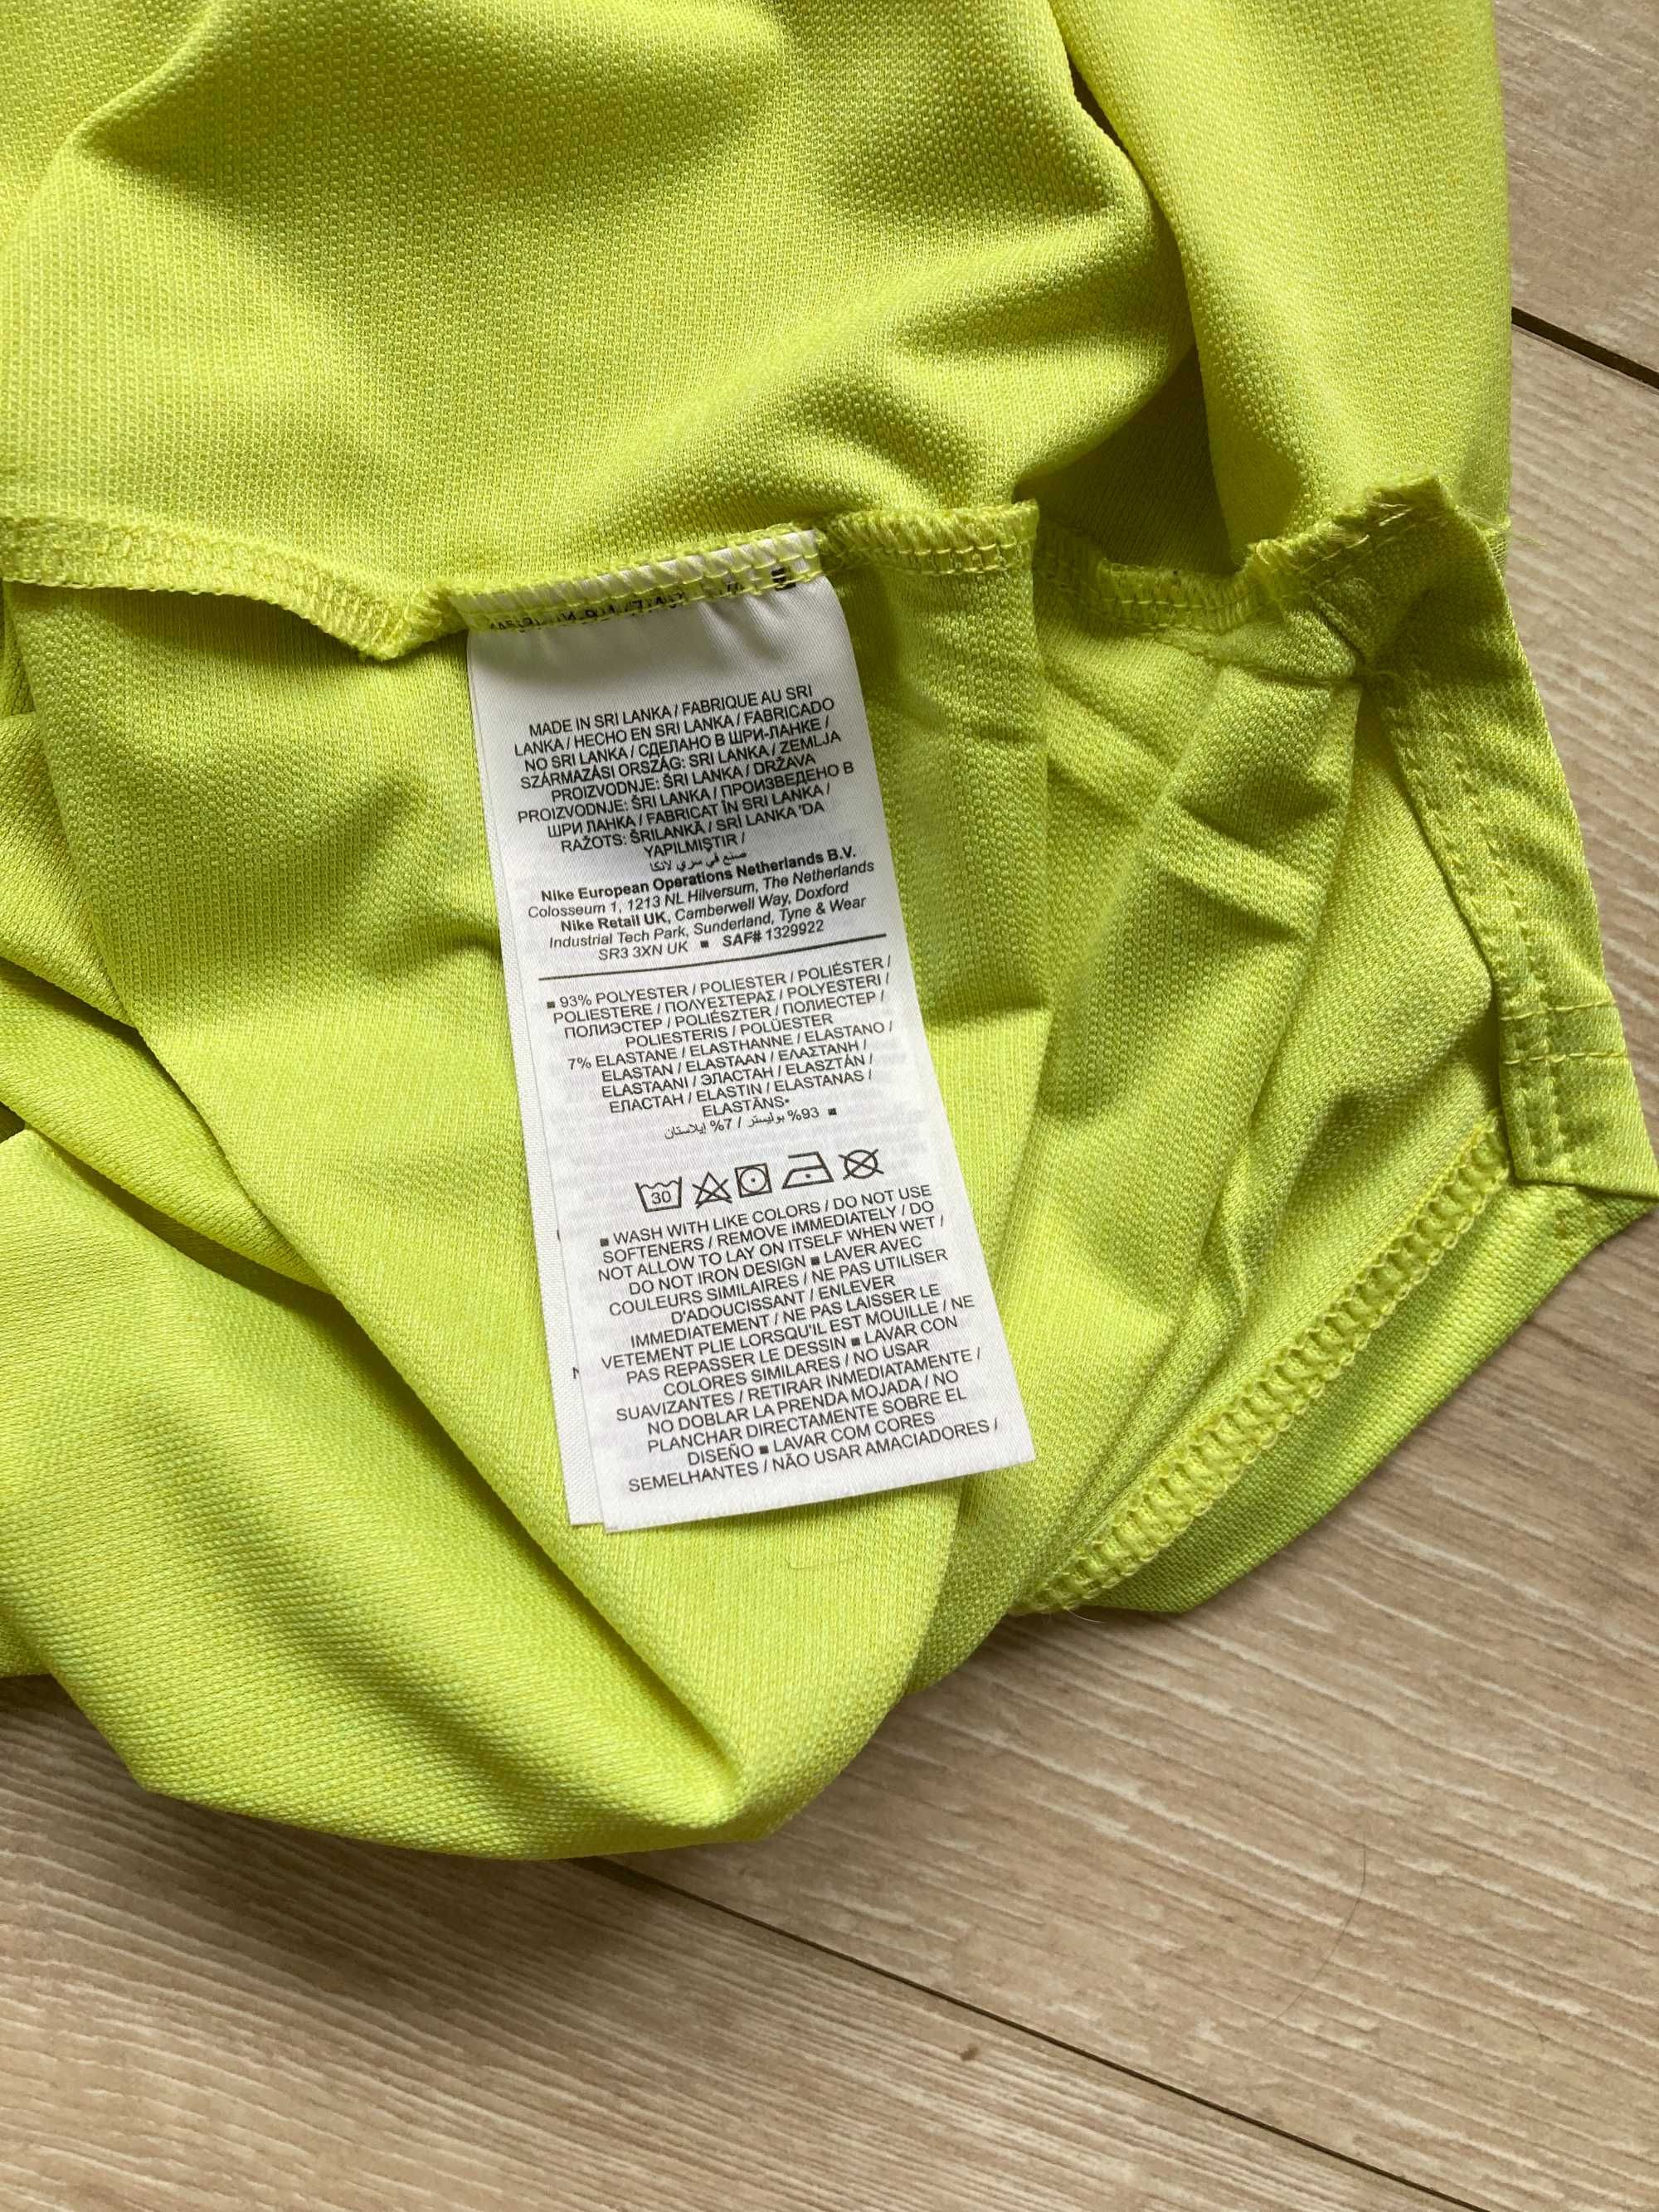 MADE IN SRI LANKA / FABRIQUE AU SRI
LANKA / HECHO EN SRI LANKA / FABRICADO
NO SRI LANKA / СДЕЛАНО В ШРИ-ЛАНКЕ /
SZÁRMAZÁSI ORSZÁG: SRI LANKA / ZEMLJA
PROIZVODNJE: ŠRI LANKA / DRŽAVA
PROIZVODNJE: ŠRI LANKA / ПРОИЗВЕДЕНО В
ШРИ ЛАНКА / FABRICAT ÎN SRI LANKA /
RAŽOTS: ŠRILANKĀ / SRİ LANKA 'DA
YAPILMIŞTIR /
صنع في سري لانكا
Nike European Operations Netherlands B.V.
Colosseum 1, 1213 NL Hilversum, The Netherlands
Nike Retail UK, Camberwell Way, Doxford
Industrial Tech Park, Sunderland, Tyne & Wear
SR3 3XN UK ■ SAF# 1329922
■ 93% POLYESTER / POLIESTER / POLIÉSTER /
POLIESTERE / ΠΟΛΥΕΣΤΕΡΑΣ / POLYESTERI /
ПОЛИЭСТЕР / POLIÉSZTER / ПОЛИЕСТЕР /
POLIESTERIS / POLÜESTER
7% ELASTANE / ELASTHANNE / ELASTANO /
ELASTAN / ELASTAAN / ΕΛΑΣΤΑΝΗ /
ELASTAANI / ЭЛАСТАН / ELASZTÁN /
ЕЛАСТАН / ELASTIN / ELASTANAS /
ELASTĀNS*
93% بوليستر / 7% إيلاستان ■
30
■ WASH WITH LIKE COLORS / DO NOT USE
SOFTENERS / REMOVE IMMEDIATELY / DO
NOT ALLOW TO LAY ON ITSELF WHEN WET /
DO NOT IRON DESIGN ■ LAVER AVEC
COULEURS SIMILAIRES / NE PAS UTILISER
D'ADOUCISSANT / ENLEVER
IMMEDIATEMENT / NE PAS LAISSER LE
VETEMENT PLIE LORSQU'IL EST MOUILLE / NE
PAS REPASSER LE DESSIN ■ LAVAR CON
COLORES SIMILARES / NO USAR
SUAVIZANTES / RETIRAR INMEDIATAMENTE /
NO DOBLAR LA PRENDA MOJADA / NO
PLANCHAR DIRECTAMENTE SOBRE EL
DISEÑO ■ LAVAR COM CORES
SEMELHANTES / NÃO USAR AMACIADORES /